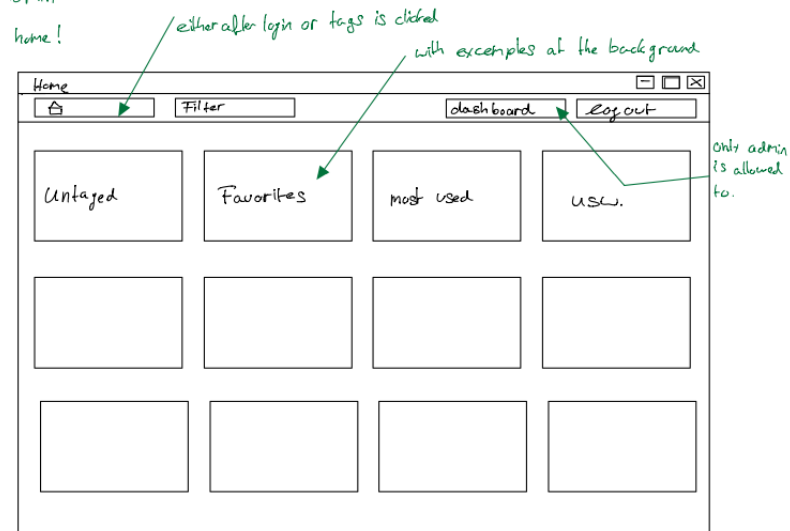 home!
either after login or tags is clicked
with excemples at the background
Home
Filter
dashboard
log out
only admin
is allowed
to.
Untaged
Favorites
most used
usw.